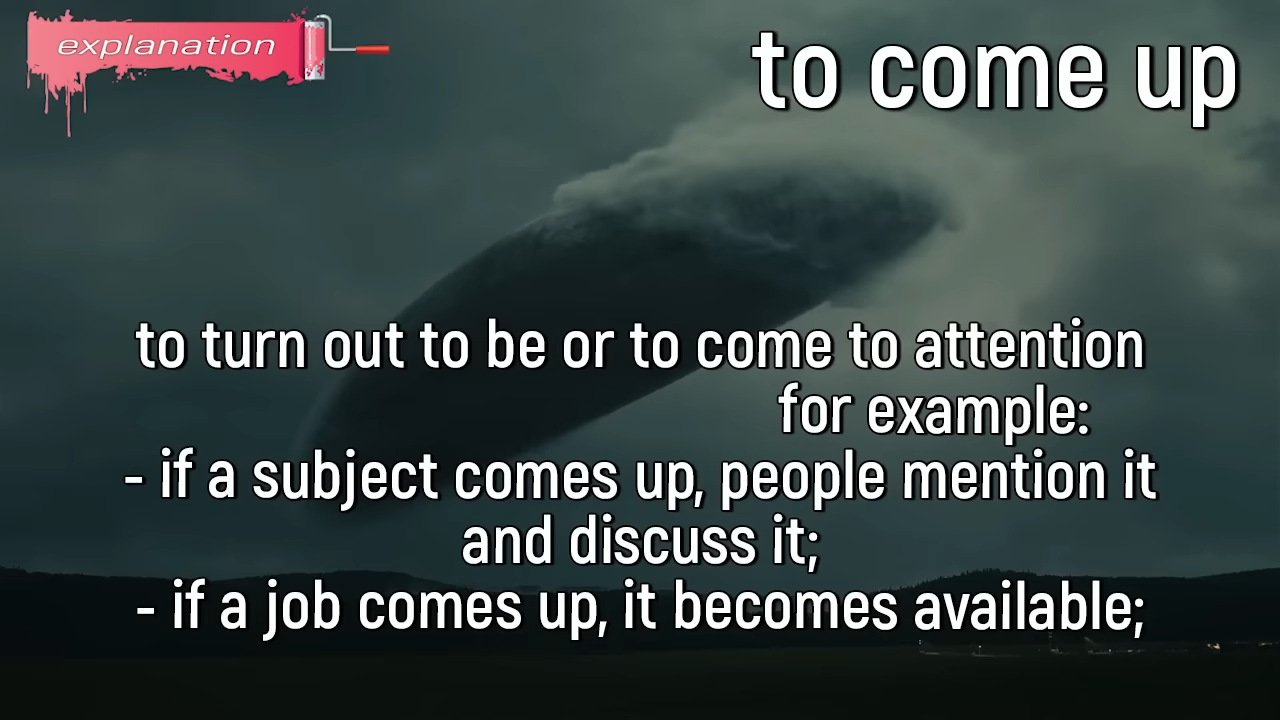 explanation
to come up
to turn out to be or to come to attention
for example:
- if a subject comes up, people mention it
and discuss it;
- if a job comes up, it becomes available;